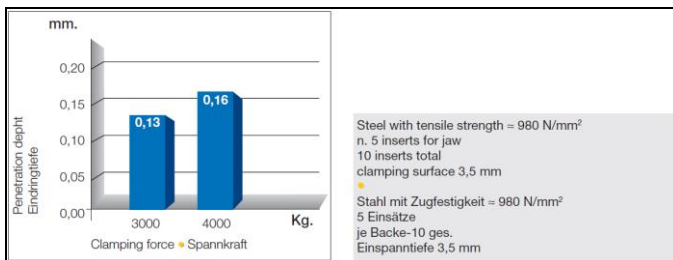 mm.
0,20
0,15
0,10
0,05
0,00
Penetration depht
Eindringtiefe
0,13
0,16
3000
4000
Kg.
Clamping force • Spannkraft
Steel with tensile strength = 980 N/mm²
n. 5 inserts for jaw
10 inserts total
clamping surface 3,5 mm
•
Stahl mit Zugfestigkeit = 980 N/mm²
5 Einsätze
je Backe-10 ges.
Einspanntiefe 3,5 mm